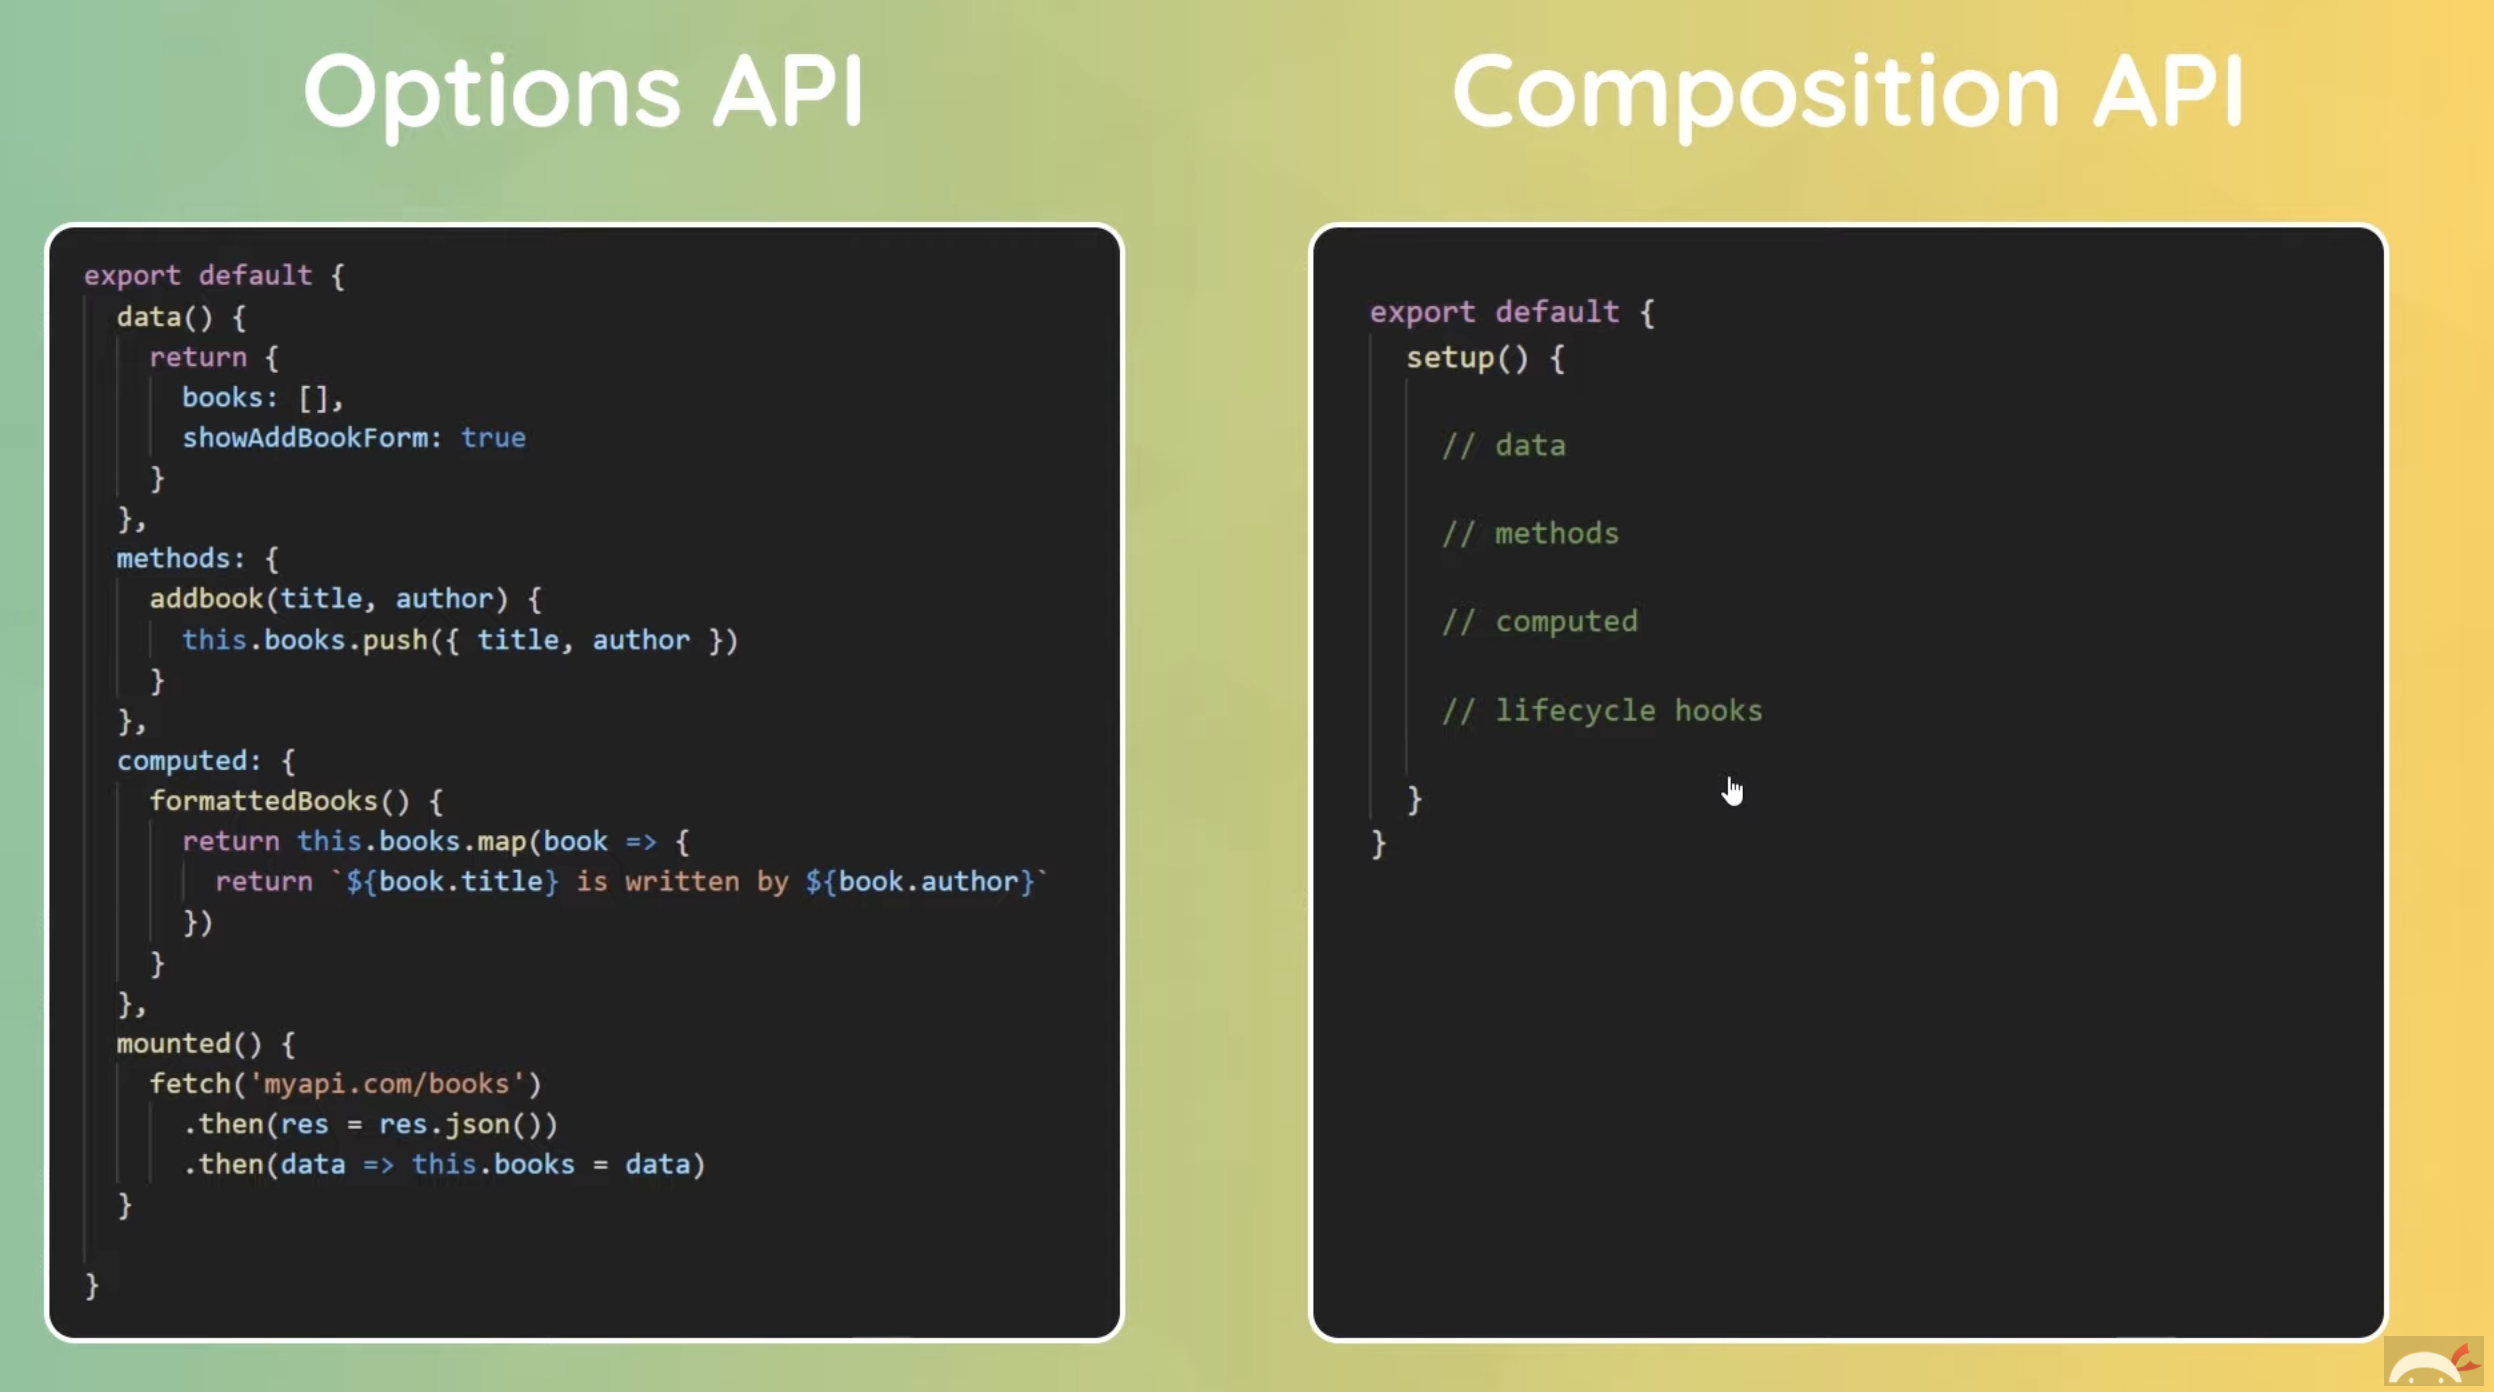 Options API
export default {
  data() {
    return {
      books: [],
      showAddBookForm: true
    }
  },
  methods: {
    addbook(title, author) {
      this.books.push({ title, author })
    }
  },
  computed: {
    formattedBooks() {
      return this.books.map(book => {
        return `${book.title} is written by ${book.author}`
      })
    }
  },
  mounted() {
    fetch('myapi.com/books')
      .then(res = res.json())
      .then(data => this.books = data)
  }
}
Composition API
export default {
  setup() {
    // data
    // methods
    // computed
    // lifecycle hooks
  }
}